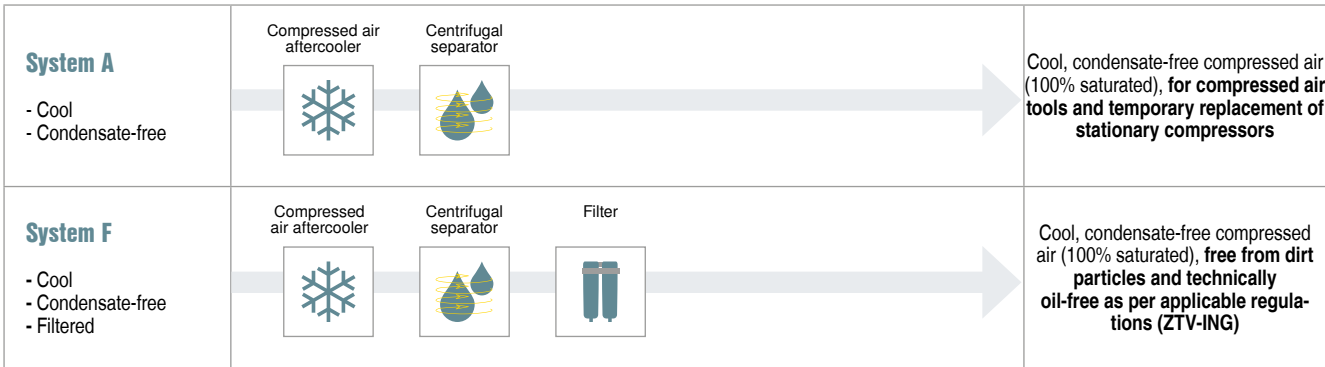 System A
- Cool
- Condensate-free
Compressed air
aftercooler
Centrifugal
separator
Cool, condensate-free compressed air
(100% saturated), for compressed air
tools and temporary replacement of
stationary compressors
System F
- Cool
- Condensate-free
- Filtered
Compressed
air aftercooler
Centrifugal
separator
Filter
Cool, condensate-free compressed
air (100% saturated), free from dirt
particles and technically
oil-free as per applicable regula-
tions (ZTV-ING)